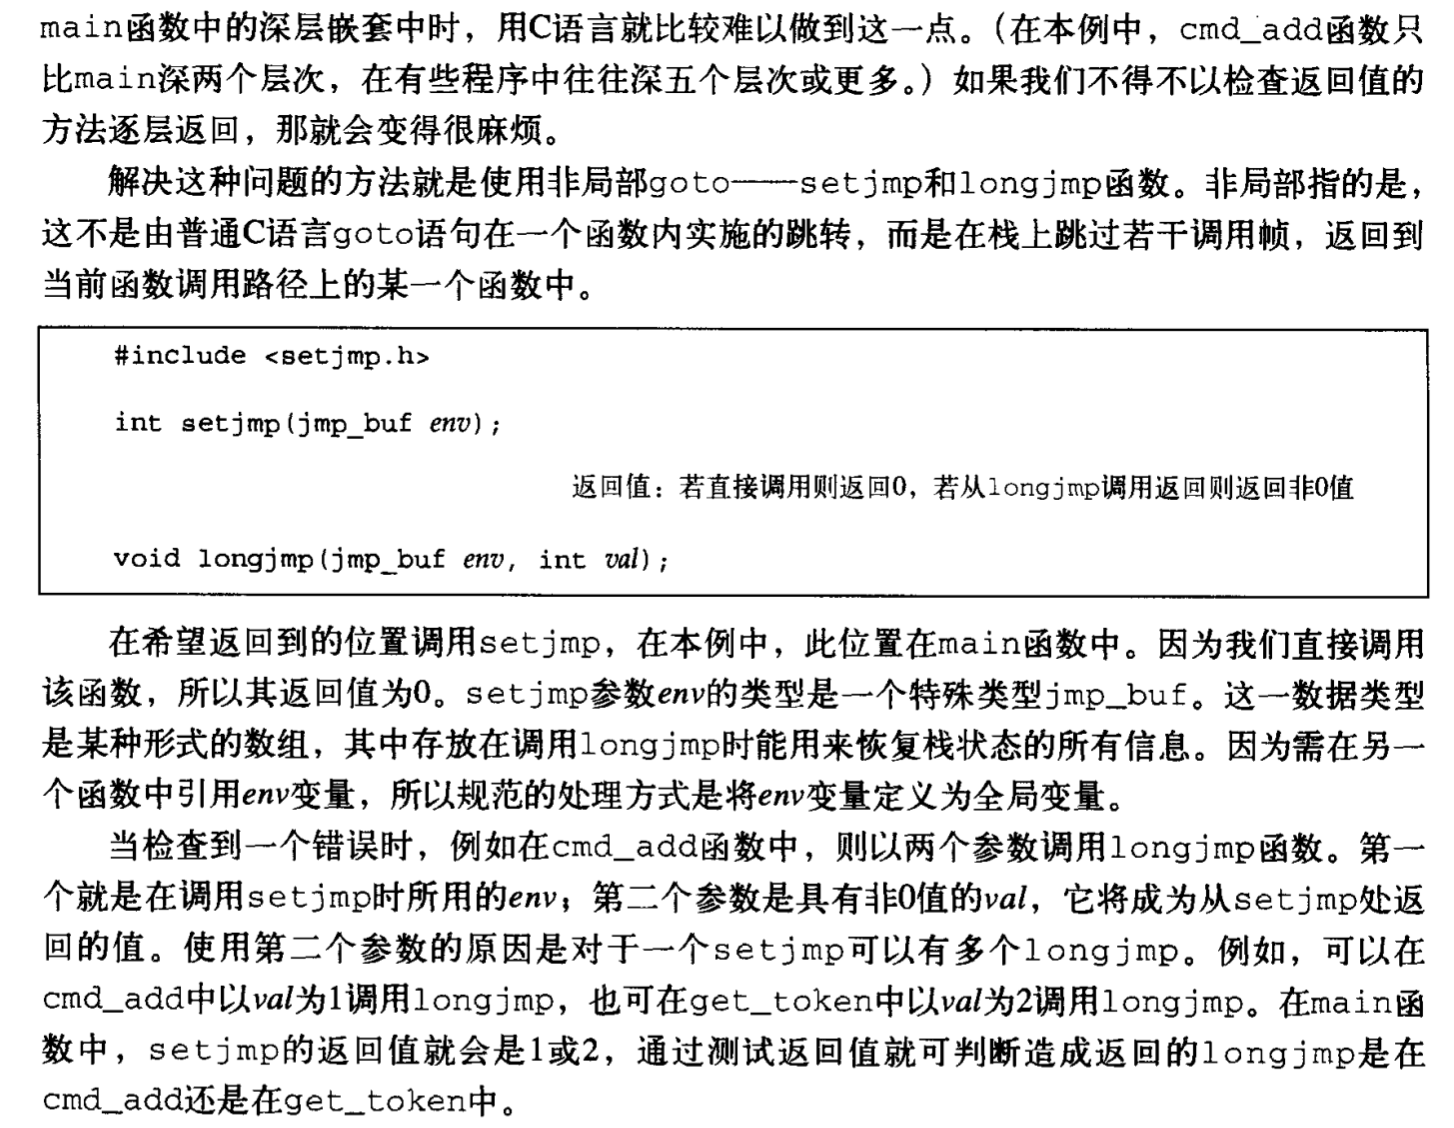 main函数中的深层嵌套中时，用C语言就比较难以做到这一点。（在本例中，cmd_add函数只
比main深两个层次，在有些程序中往往深五个层次或更多。）如果我们不得不以检查返回值的
方法逐层返回，那就会变得很麻烦。
解决这种问题的方法就是使用非局部goto——setjmp和longjmp函数。非局部指的是，
这不是由普通C语言goto语句在一个函数内实施的跳转，而是在栈上跳过若干调用帧，返回到
当前函数调用路径上的某一个函数中。
#include <setjmp.h>
int setjmp(jmp_buf env);
返回值：若直接调用则返回0，若从longjmp调用返回则返回非0值
void longjmp(jmp_buf env, int val);
在希望返回到的位置调用setjmp，在本例中，此位置在main函数中。因为我们直接调用
该函数，所以其返回值为0。setjmp参数env的类型是一个特殊类型jmp_buf。这一数据类型
是某种形式的数组，其中存放在调用longjmp时能用来恢复栈状态的所有信息。因为需在另一
个函数中引用env变量，所以规范的处理方式是将env变量定义为全局变量。
当检查到一个错误时，例如在cmd_add函数中，则以两个参数调用longjmp函数。第一
个就是在调用setjmp时所用的env；第二个参数是具有非0值的val，它将成为从setjmp处返
回的值。使用第二个参数的原因是对于一个setjmp可以有多个longjmp。例如，可以在
cmd_add中以val为1调用longjmp，也可在get_token中以val为2调用longjmp。在main函
数中，setjmp的返回值就会是1或2，通过测试返回值就可判断造成返回的longjmp是在
cmd_add还是在get_token中。